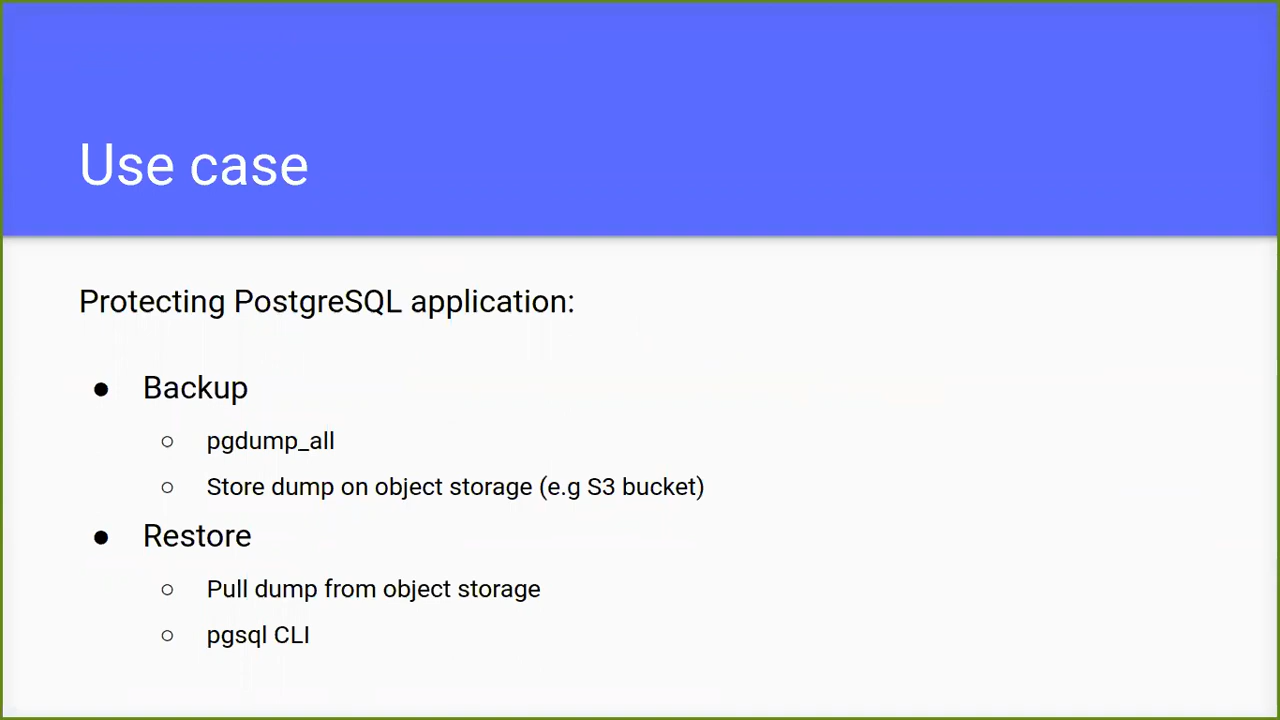 Use case
Protecting PostgreSQL application:
● Backup
○ pgdump_all
○ Store dump on object storage (e.g S3 bucket)
● Restore
○ Pull dump from object storage
○ pgsql CLI